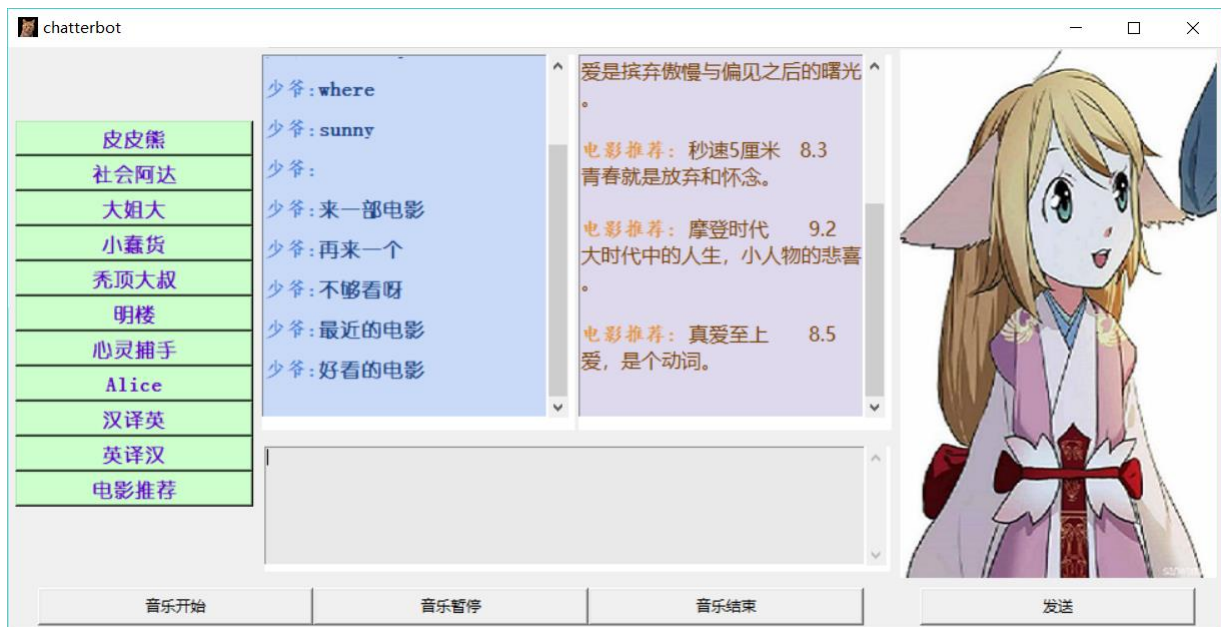 chatterbot
皮皮熊
社会阿达
大姐大
小蠢货
秃顶大叔
明楼
心灵捕手
Alice
汉译英
英译汉
电影推荐
少爷:where
少爷:sunny
少爷:
少爷:来一部电影
少爷:再来一个
少爷:不够看呀
少爷:最近的电影
少爷:好看的电影
爱是摈弃傲慢与偏见之后的曙光
。
电影推荐: 秒速5厘米 8.3
青春就是放弃和怀念。
电影推荐: 摩登时代 9.2
大时代中的人生，小人物的悲喜
。
电影推荐: 真爱至上 8.5
爱，是个动词。
音乐开始
音乐暂停
音乐结束
发送